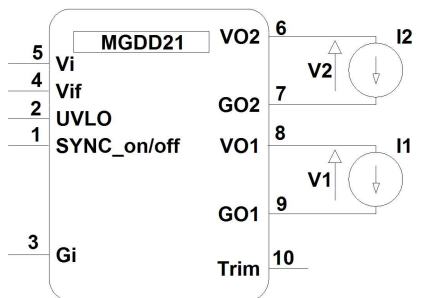 MGDD21
VO2 6 I2
5 Vi
4 Vif
V2
2 UVLO
GO2 7
1 SYNC_on/off
VO1 8 I1
V1
GO1 9
3 Gi
Trim 10